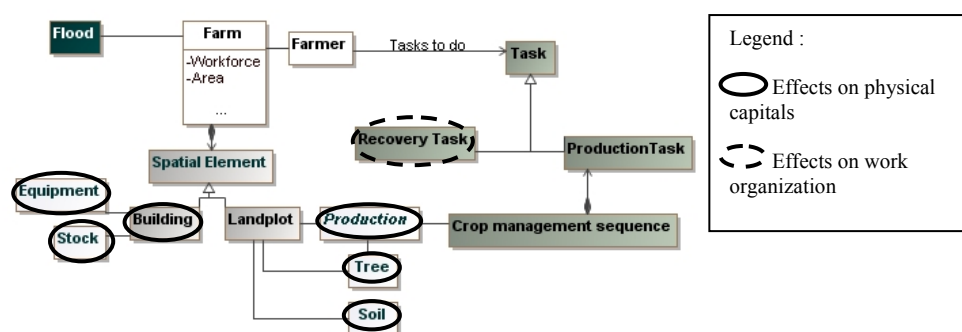 Flood
Farm
-Workforce
-Area
...
Farmer
Tasks to do
Task
Recovery Task
ProductionTask
Spatial Element
Equipment
Building
Landplot
Production
Crop management sequence
Stock
Tree
Soil
Legend :
Effects on physical
capitals
Effects on work
organization